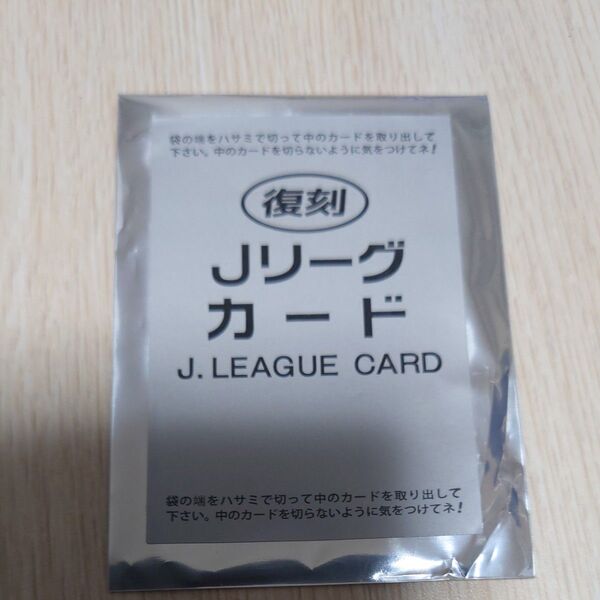 袋の端をハサミで切って中のカードを取り出して
下さい。中のカードを切らないように気をつけてネ!
復刻
Jリーグ
カード
J. LEAGUE CARD
袋の端をハサミで切って中のカードを取り出して
下さい。中のカードを切らないように気をつけてネ!